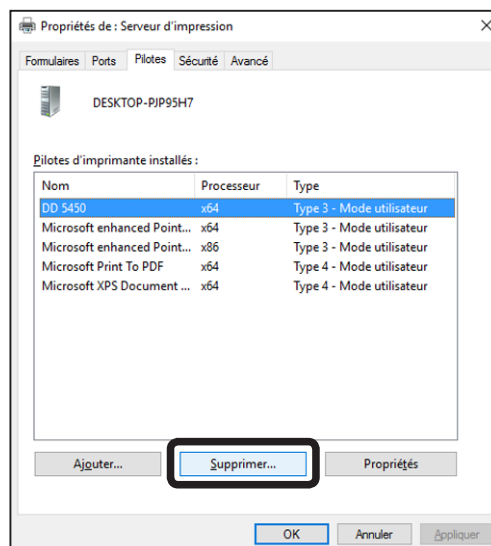 Propriétés de : Serveur d'impression
Formulaires Ports Pilotes Sécurité Avancé
DESKTOP-PJP95H7
Pilotes d'imprimante installés :
Nom Processeur Type
DD 5450 x64 Type 3 - Mode utilisateur
Microsoft enhanced Point... x64 Type 3 - Mode utilisateur
Microsoft enhanced Point... x86 Type 3 - Mode utilisateur
Microsoft Print To PDF x64 Type 4 - Mode utilisateur
Microsoft XPS Document ... x64 Type 4 - Mode utilisateur
Ajouter... Supprimer... Propriétés
OK Annuler Appliquer